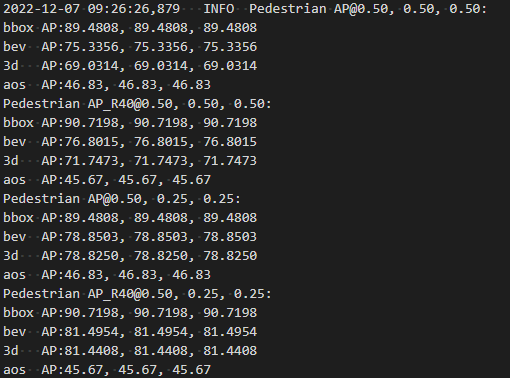 2022-12-07 09:26:26,879   INFO  Pedestrian AP@0.50, 0.50, 0.50:
bbox AP:89.4808, 89.4808, 89.4808
bev  AP:75.3356, 75.3356, 75.3356
3d   AP:69.0314, 69.0314, 69.0314
aos  AP:46.83, 46.83, 46.83
Pedestrian AP_R40@0.50, 0.50, 0.50:
bbox AP:90.7198, 90.7198, 90.7198
bev  AP:76.8015, 76.8015, 76.8015
3d   AP:71.7473, 71.7473, 71.7473
aos  AP:45.67, 45.67, 45.67
Pedestrian AP@0.50, 0.25, 0.25:
bbox AP:89.4808, 89.4808, 89.4808
bev  AP:78.8503, 78.8503, 78.8503
3d   AP:78.8250, 78.8250, 78.8250
aos  AP:46.83, 46.83, 46.83
Pedestrian AP_R40@0.50, 0.25, 0.25:
bbox AP:90.7198, 90.7198, 90.7198
bev  AP:81.4954, 81.4954, 81.4954
3d   AP:81.4408, 81.4408, 81.4408
aos  AP:45.67, 45.67, 45.67